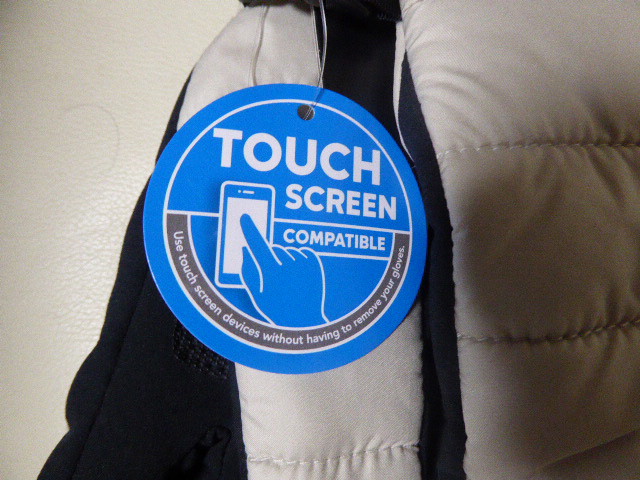 TOUCH
SCREEN
COMPATIBLE
Use touch screen devices without having to remove your gloves.